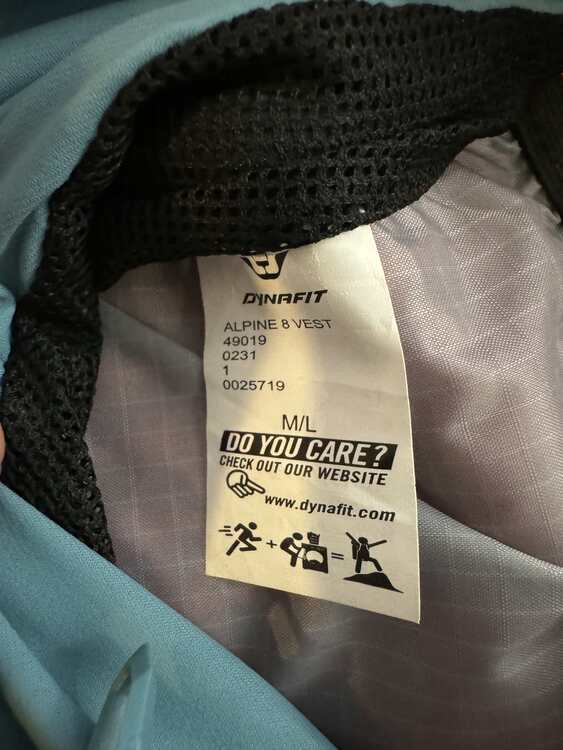 DYNAFIT
ALPINE 8 VEST
49019
0231
1
0025719
M/L
DO YOU CARE?
CHECK OUT OUR WEBSITE
www.dynafit.com
+ =